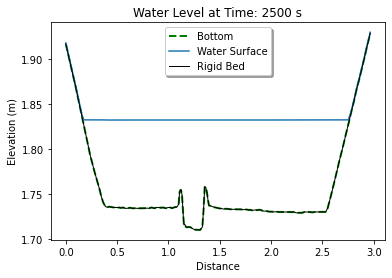 Water Level at Time: 2500 s
Bottom
Water Surface
Rigid Bed
Elevation (m)
1.90
1.85
1.80
1.75
1.70
0.0 0.5 1.0 1.5 2.0 2.5 3.0
Distance